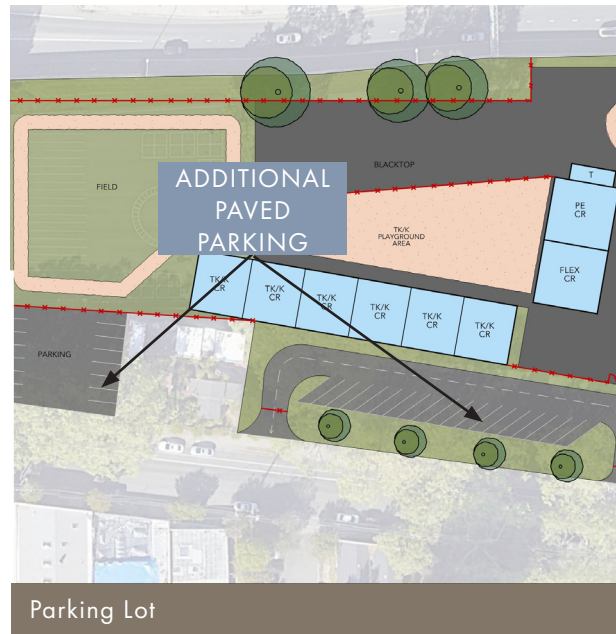 BLACKTOP
T
FIELD
ADDITIONAL
PAVED
PARKING
PE
CR
TK/K
PLAYGROUND
AREA
FLEX
CR
TK/K
CR
TK/K
CR
TK/K
CR
TK/K
CR
TK/K
CR
TK/K
CR
PARKING
Parking Lot